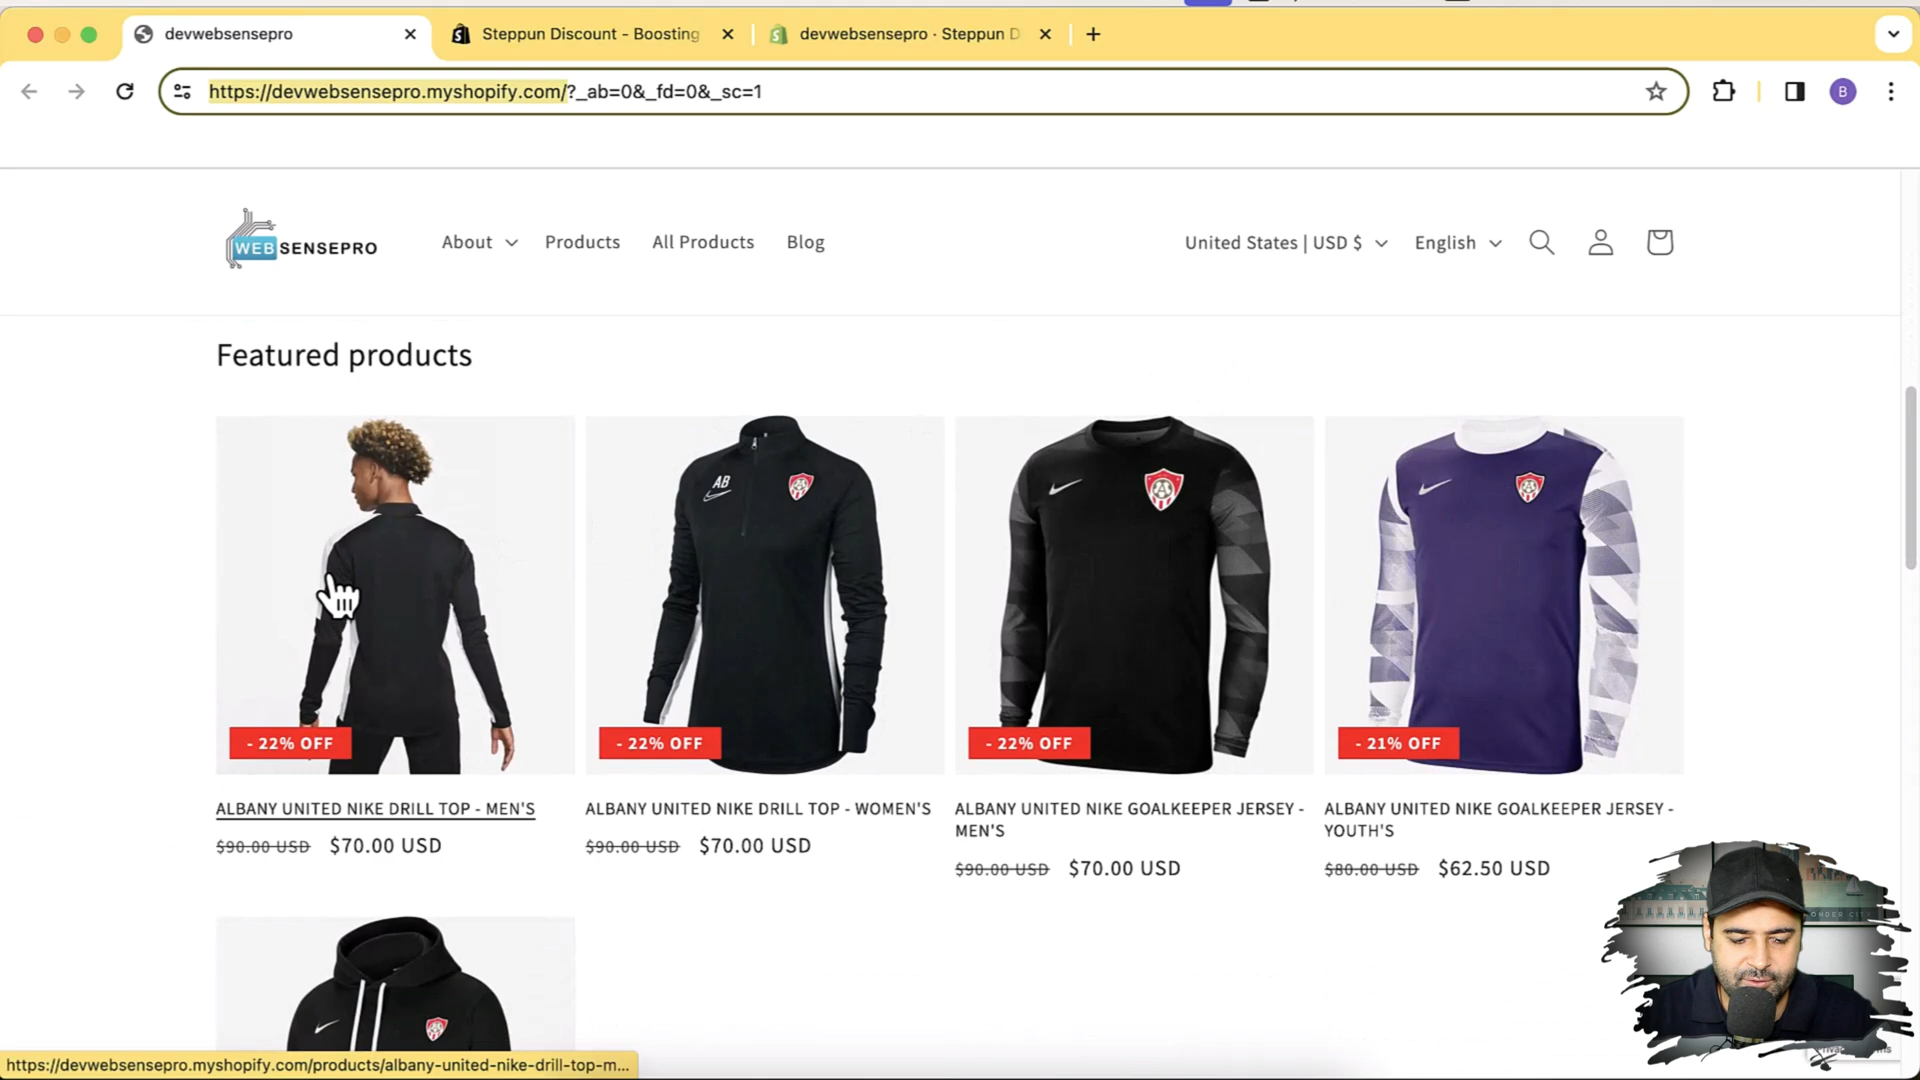 devwebsensepro
Steppun Discount - Boosting
devwebsensepro · Steppun D
https://devwebsensepro.myshopify.com/?_ab=0&_fd=0&_sc=1
B
WEBSENSEPRO
About
Products
All Products
Blog
United States | USD $
English
Featured products
AB
- 22% OFF
- 22% OFF
- 22% OFF
- 21% OFF
ALBANY UNITED NIKE DRILL TOP - MEN'S
$90.00 USD $70.00 USD
ALBANY UNITED NIKE DRILL TOP - WOMEN'S
$90.00 USD $70.00 USD
ALBANY UNITED NIKE GOALKEEPER JERSEY -
MEN'S
$90.00 USD $70.00 USD
ALBANY UNITED NIKE GOALKEEPER JERSEY -
YOUTH'S
$80.00 USD $62.50 USD
https://devwebsensepro.myshopify.com/products/albany-united-nike-drill-top-m...